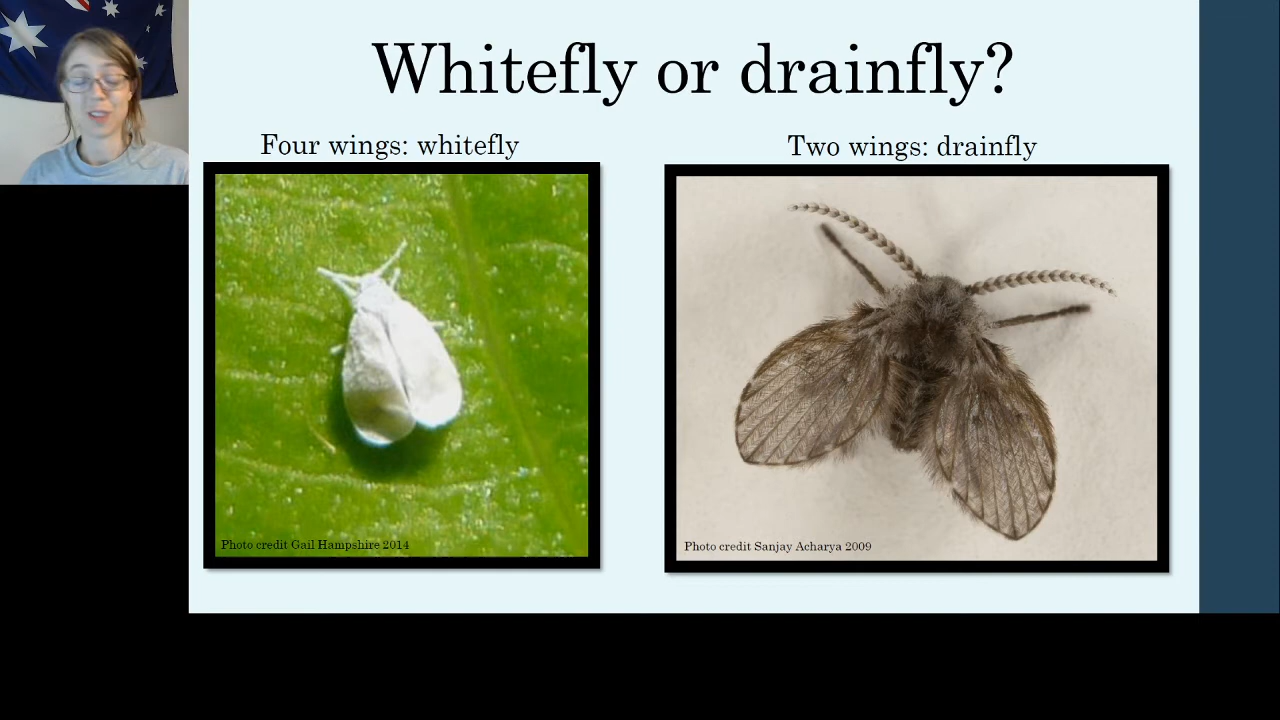 Whitefly or drainfly?
Four wings: whitefly
Two wings: drainfly
Photo credit Gail Hampshire 2014
Photo credit Sanjay Acharya 2009